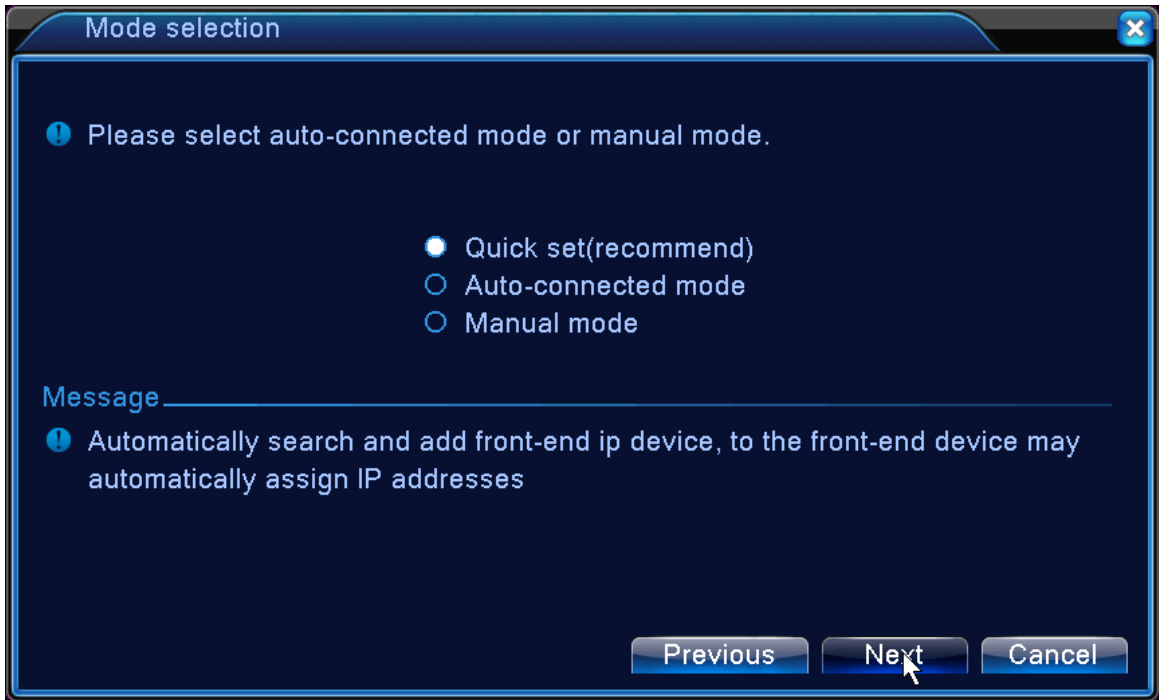 Mode selection
Please select auto-connected mode or manual mode.
Quick set(recommend)
Auto-connected mode
Manual mode
Message
Automatically search and add front-end ip device, to the front-end device may
automatically assign IP addresses
Previous Next Cancel